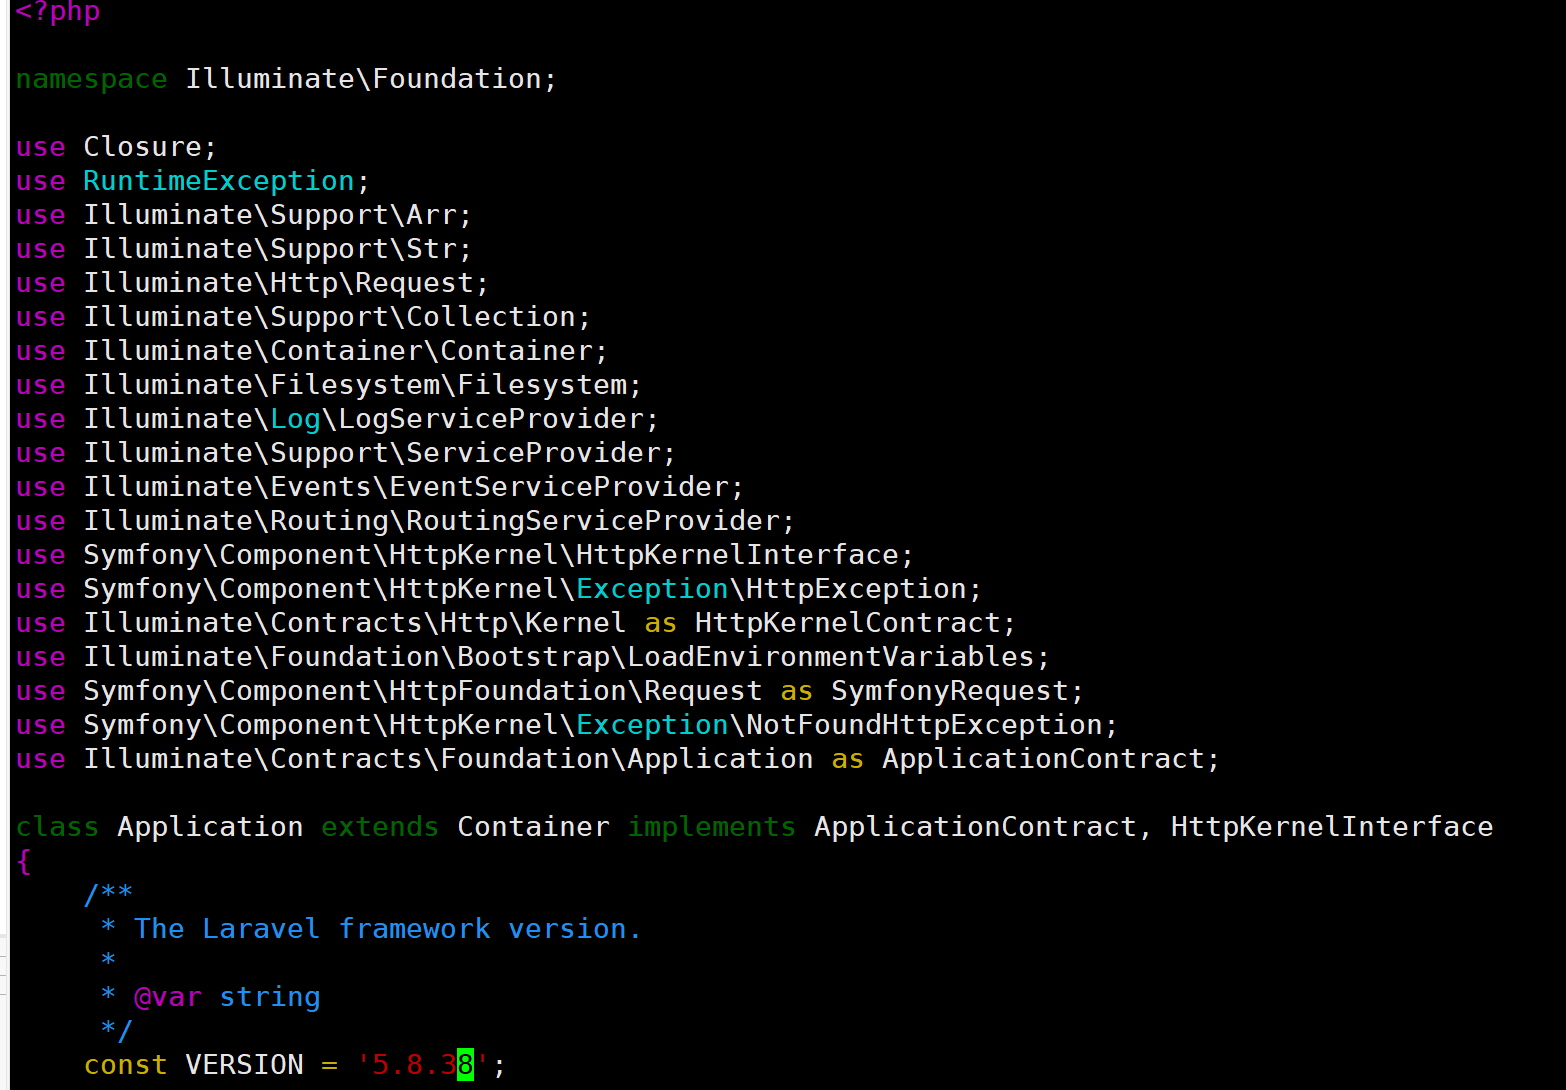 <?php
namespace Illuminate\Foundation;
use Closure;
use RuntimeException;
use Illuminate\Support\Arr;
use Illuminate\Support\Str;
use Illuminate\Http\Request;
use Illuminate\Support\Collection;
use Illuminate\Container\Container;
use Illuminate\Filesystem\Filesystem;
use Illuminate\Log\LogServiceProvider;
use Illuminate\Support\ServiceProvider;
use Illuminate\Events\EventServiceProvider;
use Illuminate\Routing\RoutingServiceProvider;
use Symfony\Component\HttpKernel\HttpKernelInterface;
use Symfony\Component\HttpKernel\Exception\HttpException;
use Illuminate\Contracts\Http\Kernel as HttpKernelContract;
use Illuminate\Foundation\Bootstrap\LoadEnvironmentVariables;
use Symfony\Component\HttpFoundation\Request as SymfonyRequest;
use Symfony\Component\HttpKernel\Exception\NotFoundHttpException;
use Illuminate\Contracts\Foundation\Application as ApplicationContract;
class Application extends Container implements ApplicationContract, HttpKernelInterface
{
    /**
     * The Laravel framework version.
     *
     * @var string
     */
    const VERSION = '5.8.38';